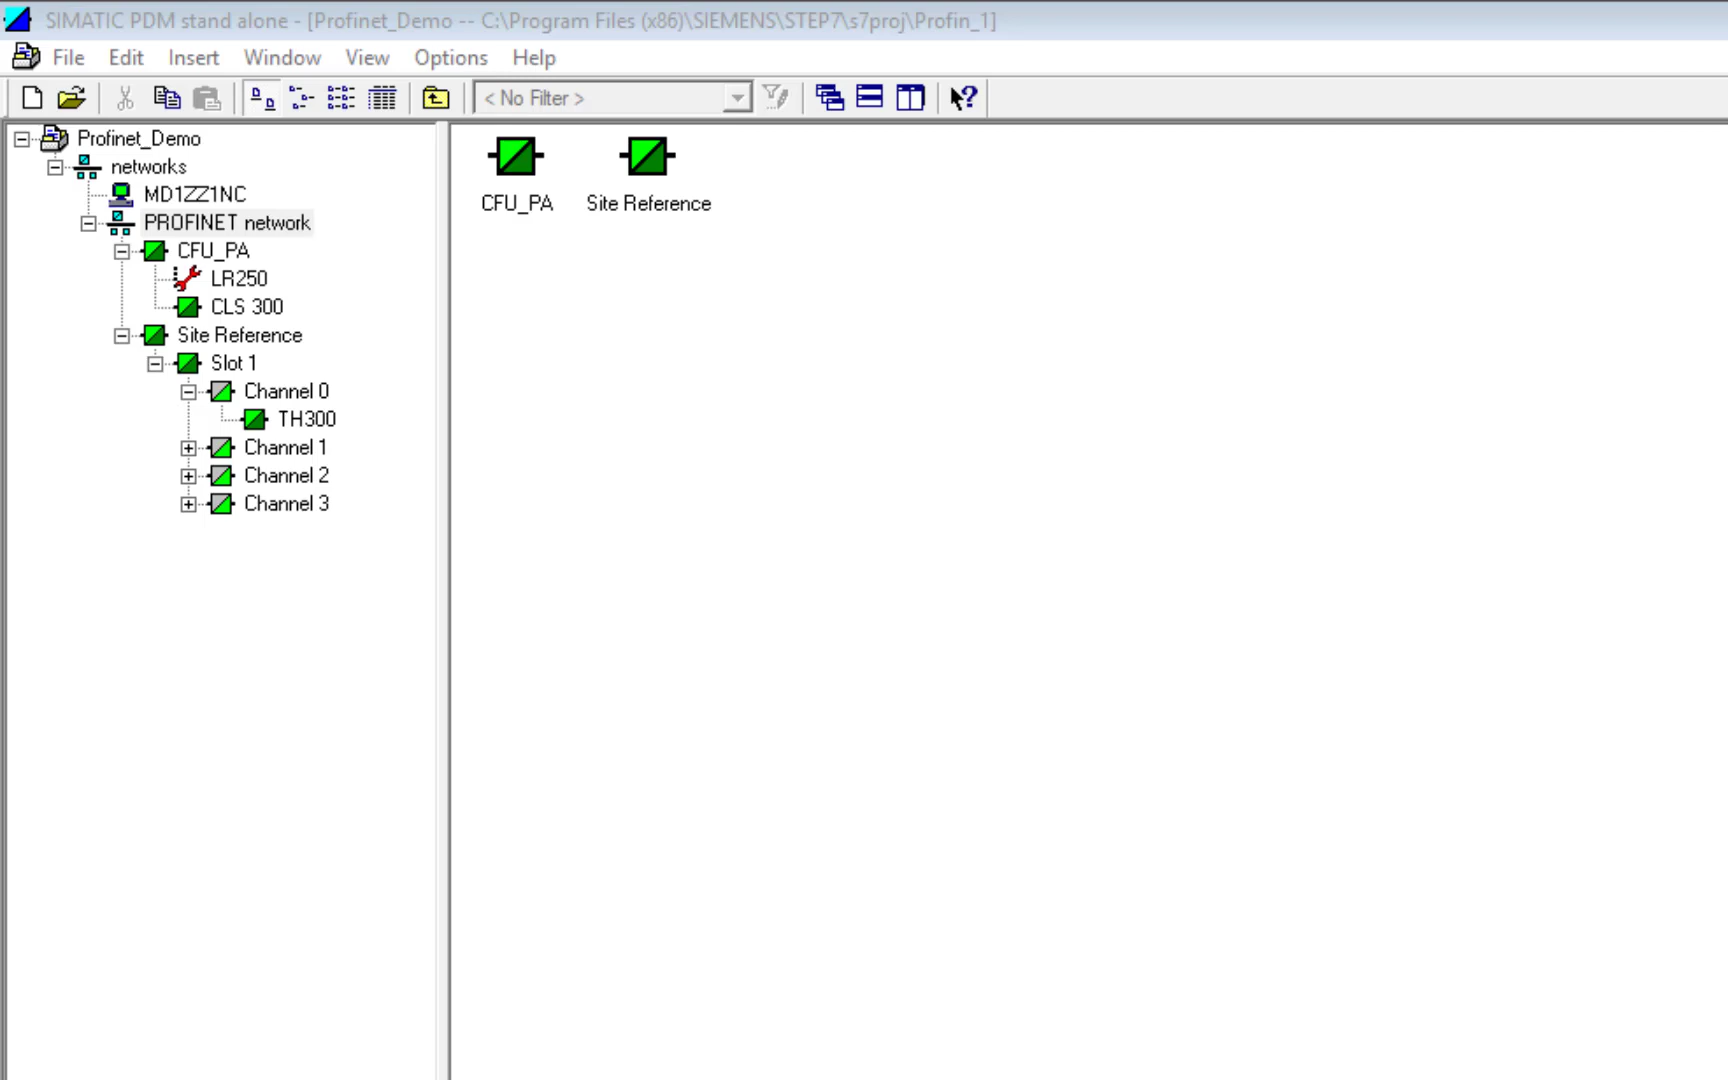 SIMATIC PDM stand alone - [Profinet_Demo -- C:\Program Files (x86)\SIEMENS\STEP7\s7proj\Profin_1]
File Edit Insert Window View Options Help
< No Filter >
Profinet_Demo
networks
MD1ZZ1NC
PROFINET network
CFU_PA
LR250
CLS 300
Site Reference
Slot 1
Channel 0
TH300
Channel 1
Channel 2
Channel 3
CFU_PA Site Reference